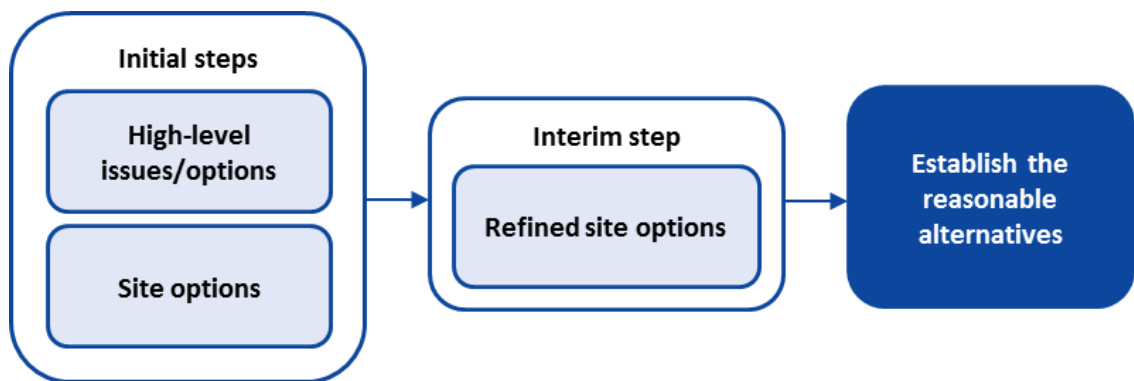 Initial steps
High-level
issues/options
Site options
Interim step
Refined site options
Establish the
reasonable
alternatives